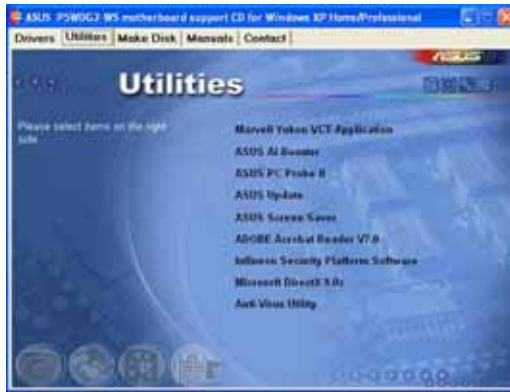 ASUS P5WDG2-WS motherboard support CD for Windows XP Home/Professional
Drivers Utilities Make Disk Manuals Contact
Utilities
Please select items on the right side
Marvell Yukon VCT Application
ASUS AI Booster
ASUS PC Probe II
ASUS Update
ASUS Screen Saver
ADOBE Acrobat Reader V7.0
Infineon Security Platform Software
Microsoft DirectX 9.0c
Anti-Virus Utility